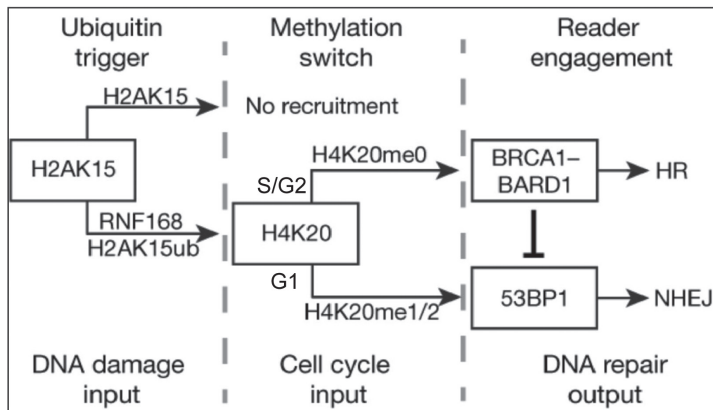 Ubiquitin
trigger
Methylation
switch
Reader
engagement
H2AK15
No recruitment
H2AK15
RNF168
H2AK15ub
S/G2
H4K20me0
H4K20
G1
H4K20me1/2
BRCA1–
BARD1
HR
53BP1
NHEJ
DNA damage
input
Cell cycle
input
DNA repair
output